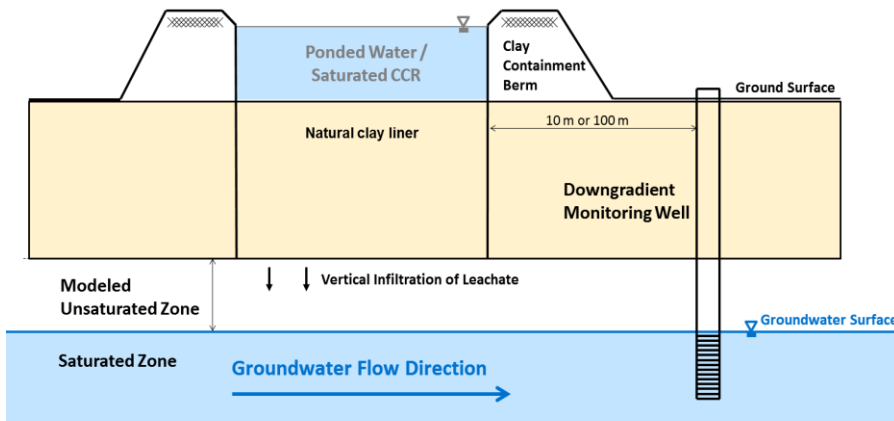 Ponded Water /
Saturated CCR
Clay
Containment
Berm
Ground Surface
10 m or 100 m
Natural clay liner
Downgradient
Monitoring Well
Modeled
Unsaturated Zone
Vertical Infiltration of Leachate
Groundwater Surface
Saturated Zone
Groundwater Flow Direction